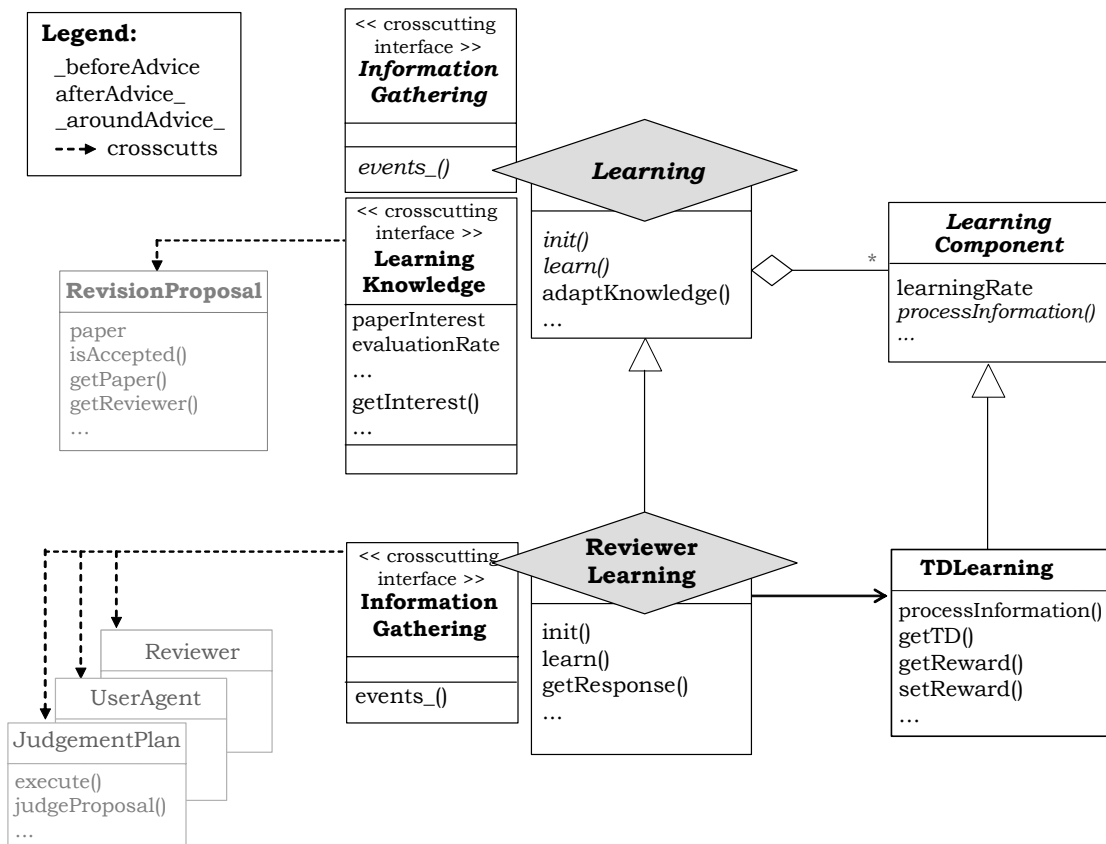 Legend:
_beforeAdvice
afterAdvice_
_aroundAdvice_
crosscutts
<< crosscutting
interface >>
Information
Gathering
events_()
Learning
init()
learn()
adaptKnowledge()
...
*
Learning
Component
learningRate
processInformation()
...
<< crosscutting
interface >>
Learning
Knowledge
paperInterest
evaluationRate
...
getInterest()
...
RevisionProposal
paper
isAccepted()
getPaper()
getReviewer()
...
<< crosscutting
interface >>
Information
Gathering
events_()
Reviewer
Learning
init()
learn()
getResponse()
...
TDLearning
processInformation()
getTD()
getReward()
setReward()
...
Reviewer
UserAgent
JudgementPlan
execute()
judgeProposal()
...